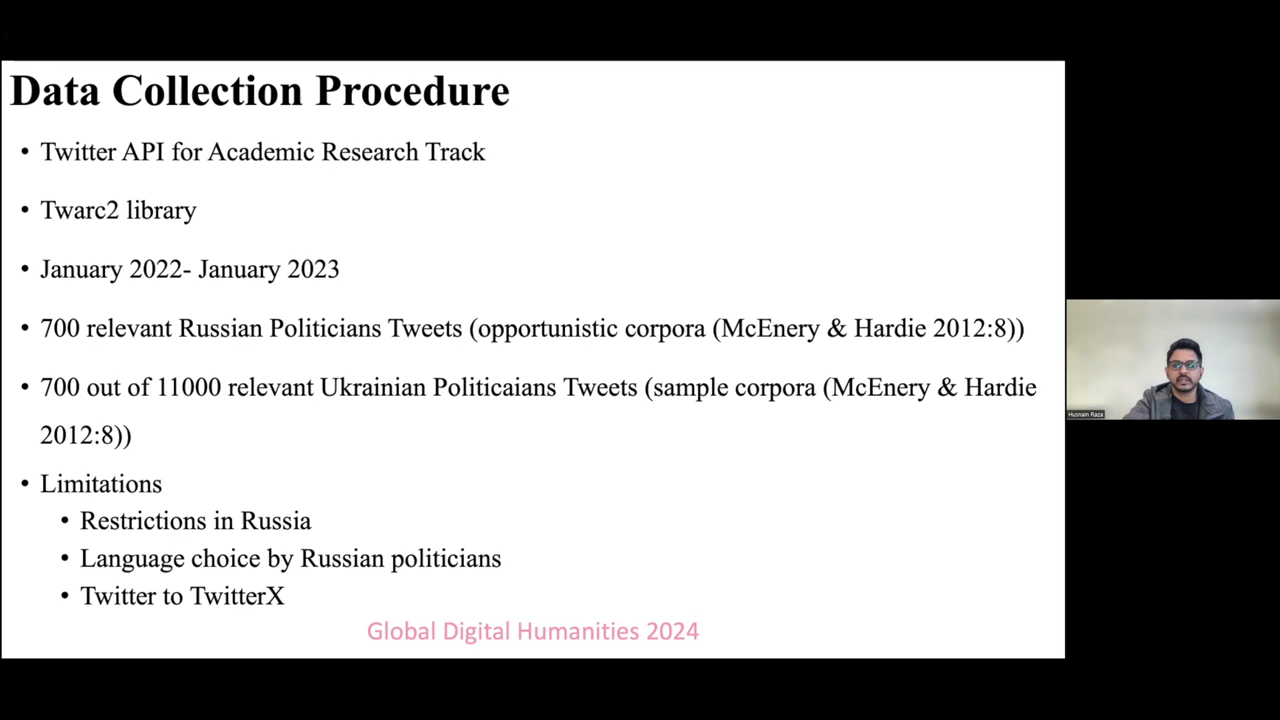 Data Collection Procedure
• Twitter API for Academic Research Track
• Twarc2 library
• January 2022- January 2023
• 700 relevant Russian Politicians Tweets (opportunistic corpora (McEnery & Hardie 2012:8))
• 700 out of 11000 relevant Ukrainian Politicaians Tweets (sample corpora (McEnery & Hardie
2012:8))
• Limitations
• Restrictions in Russia
• Language choice by Russian politicians
• Twitter to TwitterX
Global Digital Humanities 2024
Husnain Raza